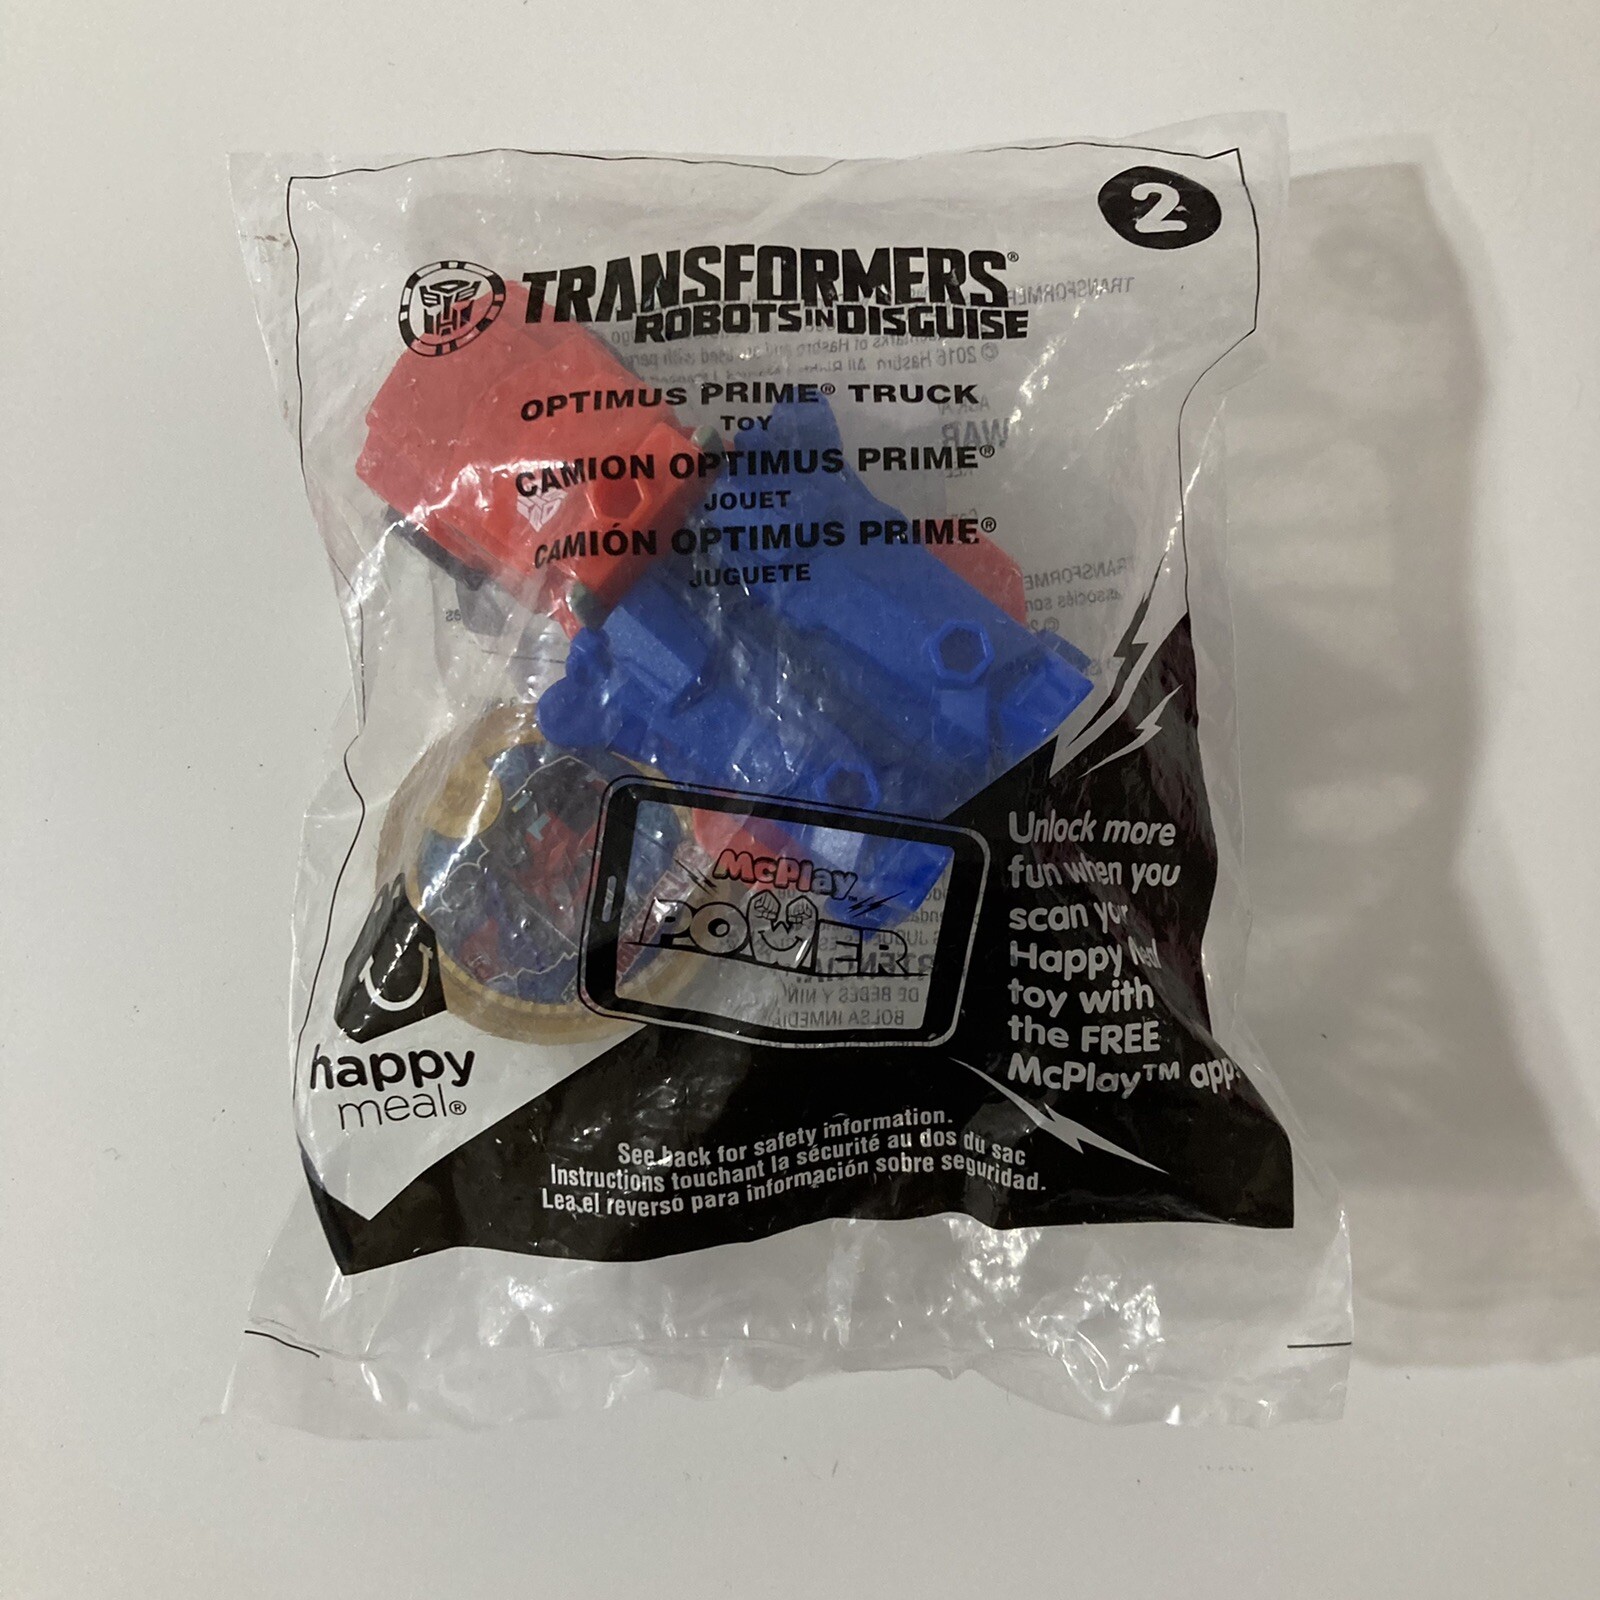 2
TRANSFORMERS®
ROBOTS IN DISGUISE
OPTIMUS PRIME® TRUCK
TOY
CAMION OPTIMUS PRIME®
JOUET
CAMIÓN OPTIMUS PRIME®
JUGUETE
McPlay™
POWER
Unlock more
fun when you
scan your
Happy Meal
toy with
the FREE
McPlay™ app.
happy
meal®
See back for safety information.
Instructions touchant la sécurité au dos du sac
Lea el reverso para información sobre seguridad.